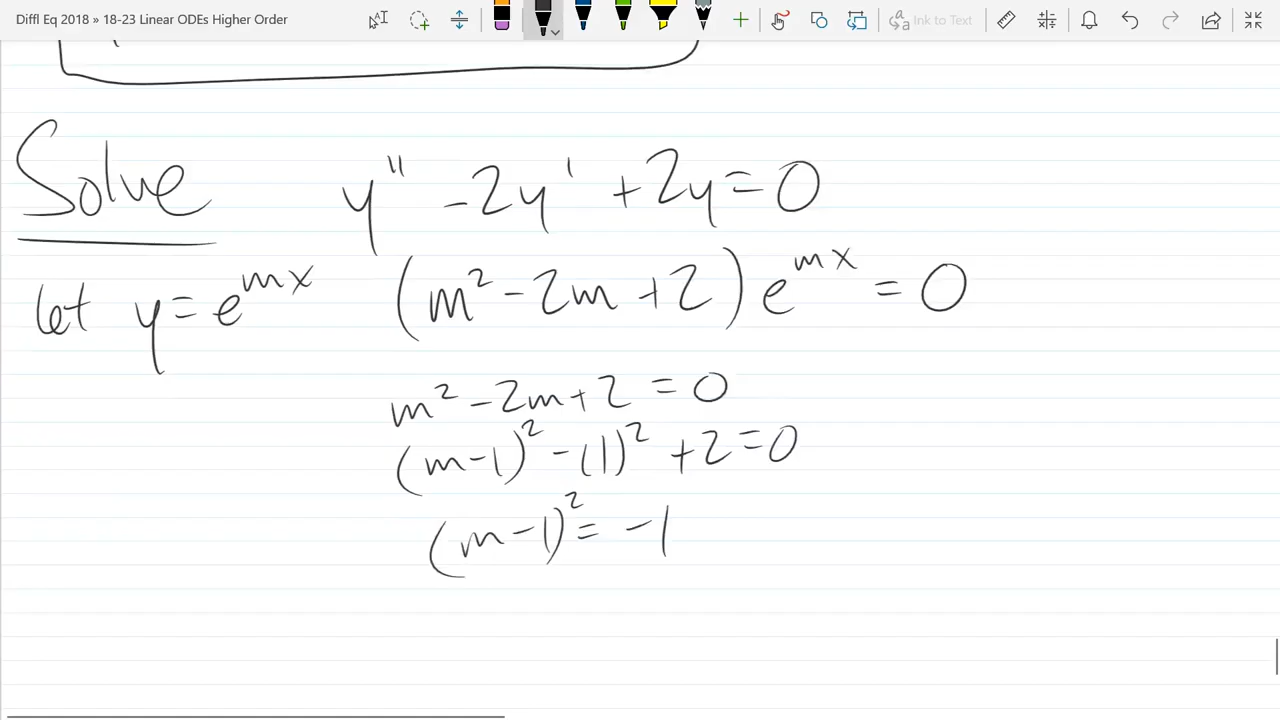 Diffl Eq 2018 » 18-23 Linear ODEs Higher Order
Ink to Text
Solve y'' - 2y' + 2y = 0
let y = e^{mx} (m² - 2m + 2) e^{mx} = 0
m² - 2m + 2 = 0
(m - 1)² - (1)² + 2 = 0
(m - 1)² = -1